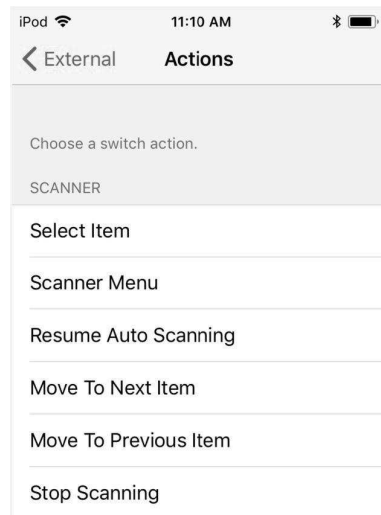 iPod 11:10 AM
External Actions
Choose a switch action.
SCANNER
Select Item
Scanner Menu
Resume Auto Scanning
Move To Next Item
Move To Previous Item
Stop Scanning